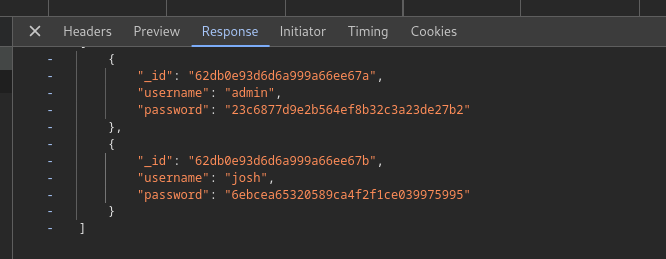 Headers Preview Response Initiator Timing Cookies
- {
- "_id": "62db0e93d6d6a999a66ee67a",
- "username": "admin",
- "password": "23c6877d9e2b564ef8b32c3a23de27b2"
- },
- {
- "_id": "62db0e93d6d6a999a66ee67b",
- "username": "josh",
- "password": "6ebcea65320589ca4f2f1ce039975995"
- }
- ]